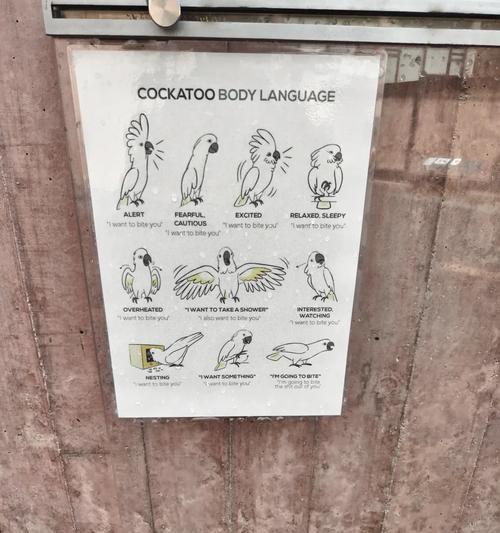 COCKATOO BODY LANGUAGE
ALERT
"I want to bite you"
FEARFUL,
CAUTIOUS
"I want to bite you"
EXCITED
"I want to bite you"
RELAXED, SLEEPY
"I want to bite you"
OVERHEATED
"I want to bite you"
"I WANT TO TAKE A SHOWER"
"I also want to bite you"
INTERESTED,
WATCHING
"I want to bite you"
NESTING
"I want to bite you"
"I WANT SOMETHING"
"I want to bite you"
"I'M GOING TO BITE"
"I'm going to bite
the shit out of you"